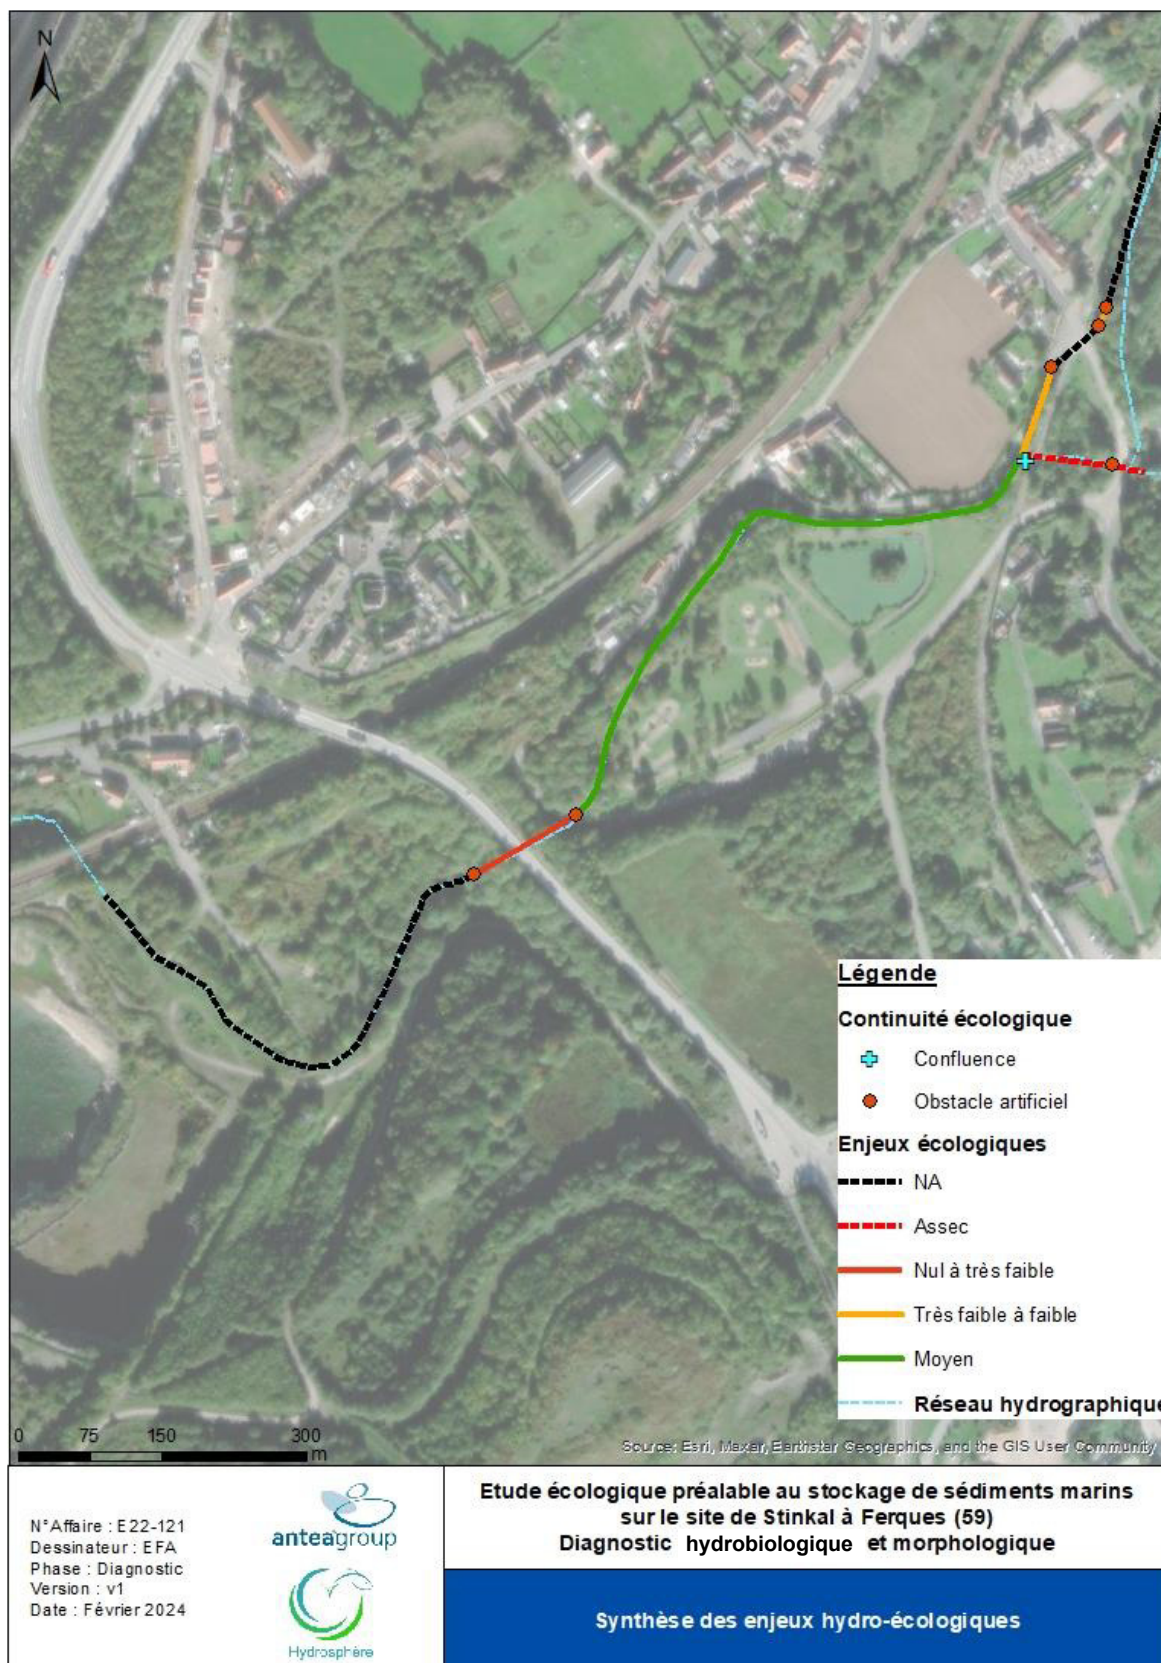 N
Légende
Continuité écologique
Confluence
Obstacle artificiel
Enjeux écologiques
NA
Assec
Nul à très faible
Très faible à faible
Moyen
Réseau hydrographique
0 75 150 300
m
Source: Esri, Maxar, Earthstar Geographics, and the GIS User Community
N°Affaire : E22-121
Dessinateur : EFA
Phase : Diagnostic
Version : v1
Date : Février 2024
anteagroup
Hydrosphère
Etude écologique préalable au stockage de sédiments marins
sur le site de Stinkal à Ferques (59)
Diagnostic hydrobiologique et morphologique
Synthèse des enjeux hydro-écologiques